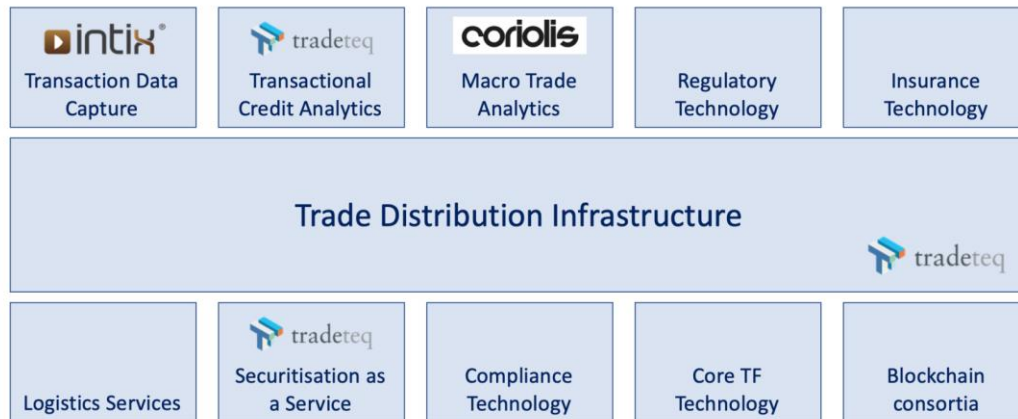 intix®
tradeteq
coriolis
Transaction Data
Capture
Transactional
Credit Analytics
Macro Trade
Analytics
Regulatory
Technology
Insurance
Technology
Trade Distribution Infrastructure
tradeteq
tradeteq
Logistics Services
Securitisation as
a Service
Compliance
Technology
Core TF
Technology
Blockchain
consortia